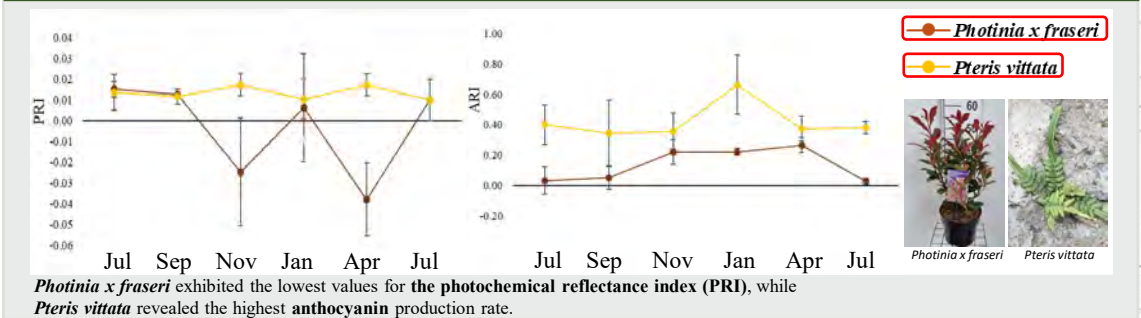 0.04
0.03
0.02
0.01
0.00
-0.01
-0.02
-0.03
-0.04
-0.05
-0.06
PRI
Jul Sep Nov Jan Apr Jul
1.00
0.80
0.60
0.40
0.20
0.00
-0.20
ARI
Jul Sep Nov Jan Apr Jul
Photinia x fraseri
Pteris vittata
60
Photinia x fraseri Pteris vittata
Photinia x fraseri exhibited the lowest values for the photochemical reflectance index (PRI), while
Pteris vittata revealed the highest anthocyanin production rate.